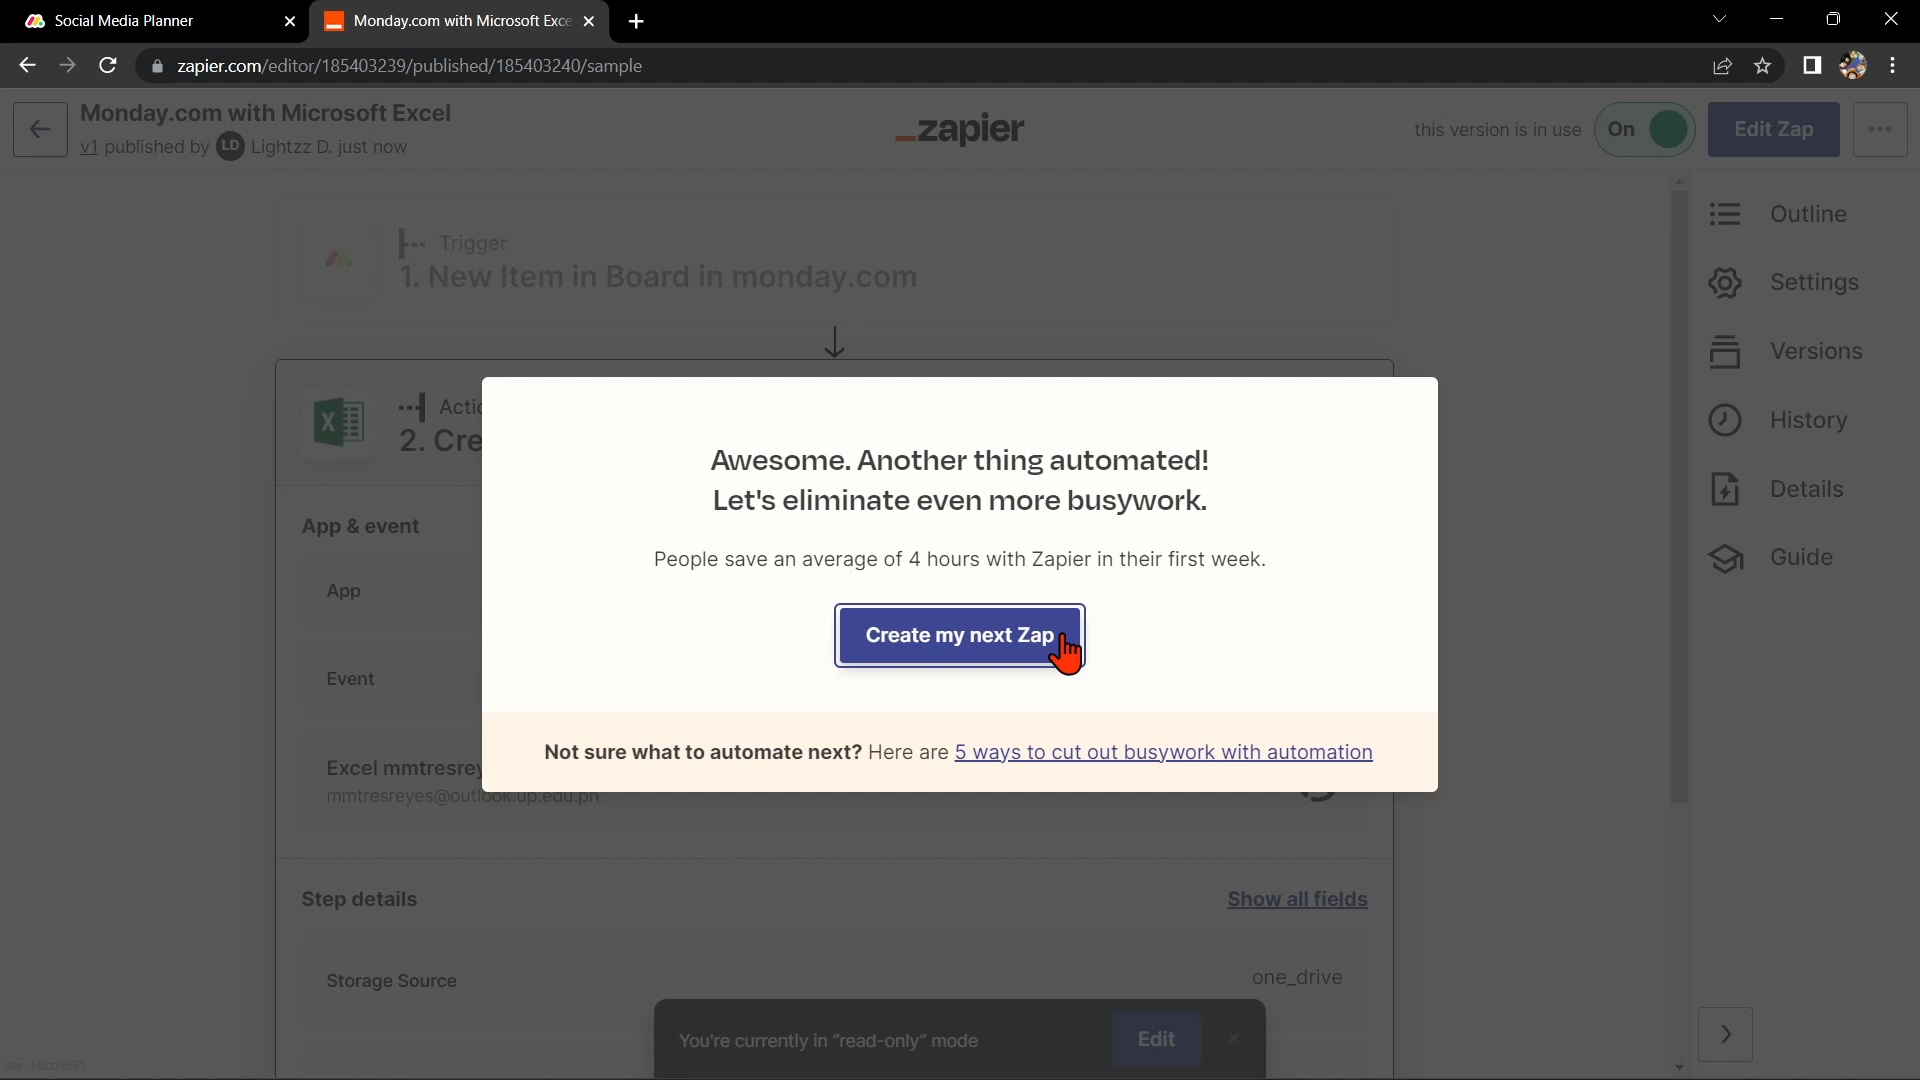 Social Media Planner
Monday.com with Microsoft Exce
zapier.com/editor/185403239/published/185403240/sample
Monday.com with Microsoft Excel
v1 published by LD Lightzz D. just now
_zapier
this version is in use
On
Edit Zap
Trigger
1. New Item in Board in monday.com
Actio
2. Cre
App & event
App
Event
Excel mmtresrey
mmtresreyes@outlook.up.edu.ph
Awesome. Another thing automated!
Let's eliminate even more busywork.
People save an average of 4 hours with Zapier in their first week.
Create my next Zap
Not sure what to automate next? Here are 5 ways to cut out busywork with automation
Step details
Show all fields
Storage Source
one_drive
You're currently in “read-only” mode
Edit
Outline
Settings
Versions
History
Details
Guide